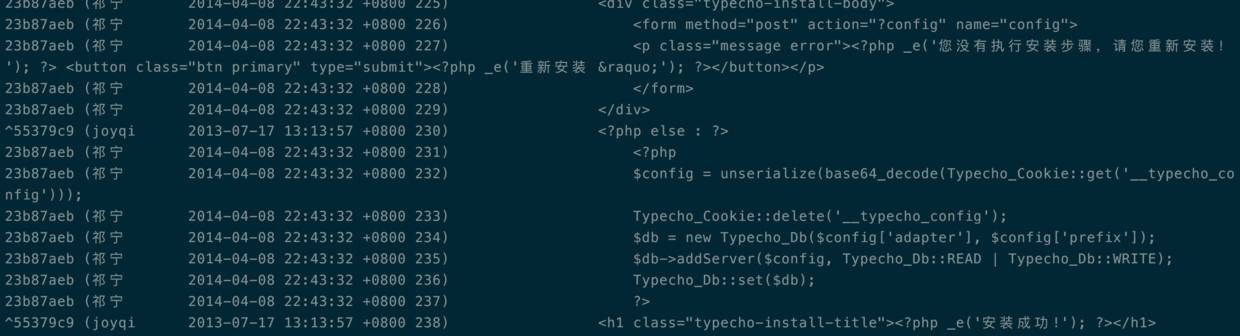 23b87aeb (祁宁 2014-04-08 22:43:32 +0800 225) <div class="typecho-install-body">
23b87aeb (祁宁 2014-04-08 22:43:32 +0800 226) <form method="post" action="?config" name="config">
23b87aeb (祁宁 2014-04-08 22:43:32 +0800 227) <p class="message error"><?php _e('您没有执行安装步骤, 请您重新安装!
'); ?> <button class="btn primary" type="submit"><?php _e('重新安装 &raquo;'); ?></button></p>
23b87aeb (祁宁 2014-04-08 22:43:32 +0800 228) </form>
23b87aeb (祁宁 2014-04-08 22:43:32 +0800 229) </div>
^55379c9 (joyqi 2013-07-17 13:13:57 +0800 230) <?php else : ?>
23b87aeb (祁宁 2014-04-08 22:43:32 +0800 231) <?php
23b87aeb (祁宁 2014-04-08 22:43:32 +0800 232) $config = unserialize(base64_decode(Typecho_Cookie::get('__typecho_co
nfig')));
23b87aeb (祁宁 2014-04-08 22:43:32 +0800 233) Typecho_Cookie::delete('__typecho_config');
23b87aeb (祁宁 2014-04-08 22:43:32 +0800 234) $db = new Typecho_Db($config['adapter'], $config['prefix']);
23b87aeb (祁宁 2014-04-08 22:43:32 +0800 235) $db->addServer($config, Typecho_Db::READ | Typecho_Db::WRITE);
23b87aeb (祁宁 2014-04-08 22:43:32 +0800 236) Typecho_Db::set($db);
23b87aeb (祁宁 2014-04-08 22:43:32 +0800 237) ?>
^55379c9 (joyqi 2013-07-17 13:13:57 +0800 238) <h1 class="typecho-install-title"><?php _e('安装成功!'); ?></h1>